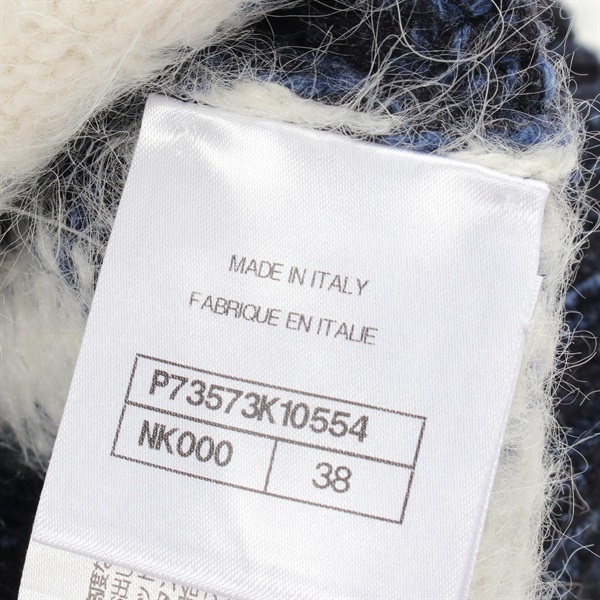 MADE IN ITALY
FABRIQUE EN ITALIE
P73573K10554
NK000 38